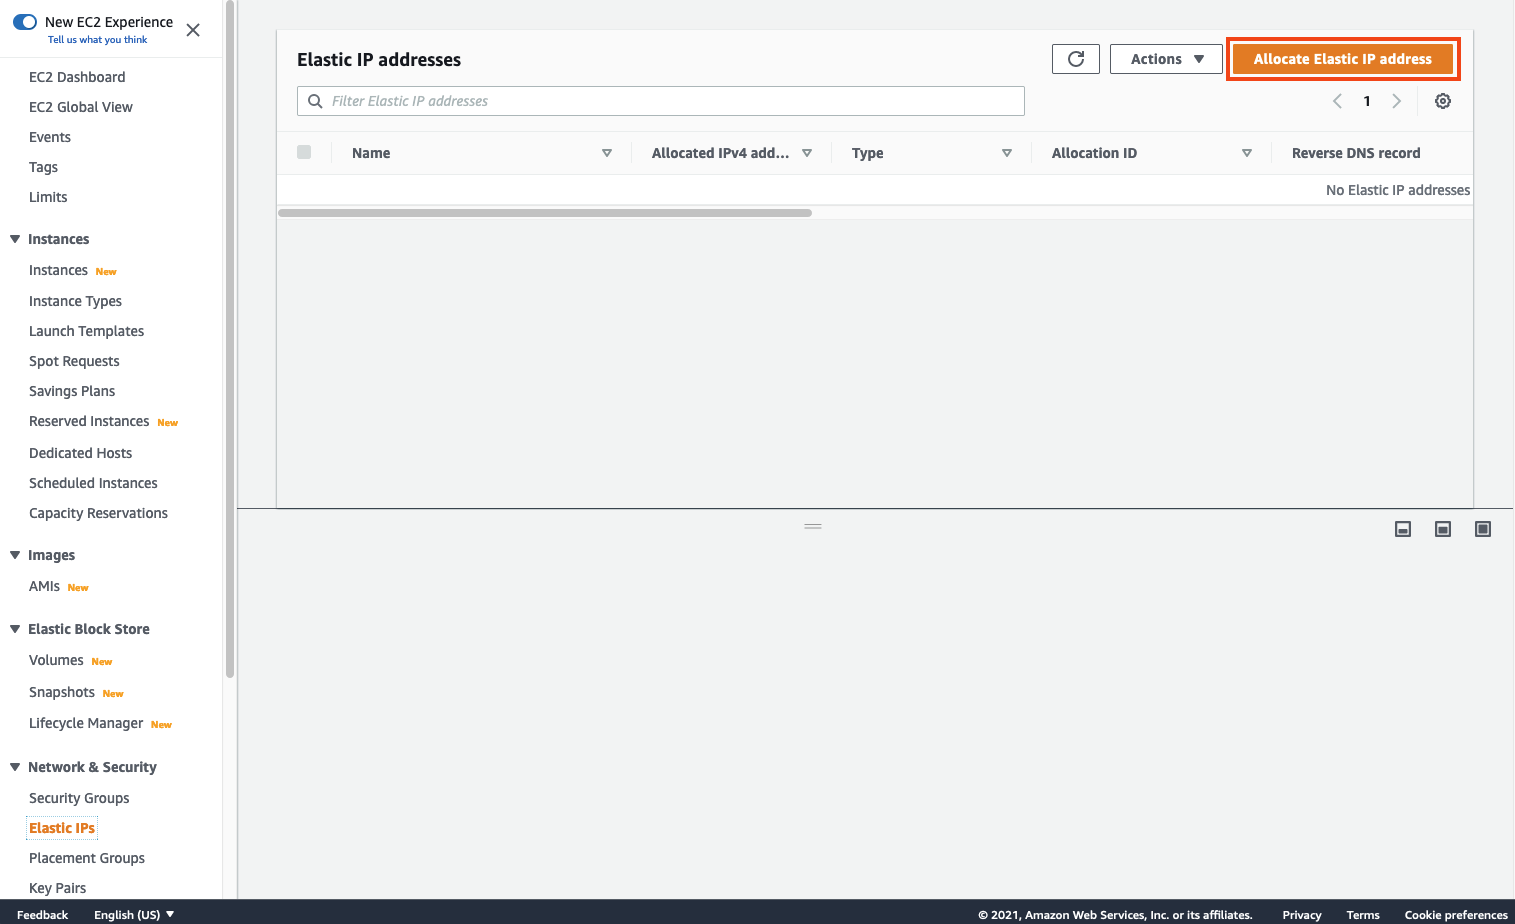 New EC2 Experience
Tell us what you think
EC2 Dashboard
EC2 Global View
Events
Tags
Limits
Instances
Instances New
Instance Types
Launch Templates
Spot Requests
Savings Plans
Reserved Instances New
Dedicated Hosts
Scheduled Instances
Capacity Reservations
Images
AMIs New
Elastic Block Store
Volumes New
Snapshots New
Lifecycle Manager New
Network & Security
Security Groups
Elastic IPs
Placement Groups
Key Pairs
Elastic IP addresses
Actions
Allocate Elastic IP address
Filter Elastic IP addresses
1
Name Allocated IPv4 add... Type Allocation ID Reverse DNS record
No Elastic IP addresses
Feedback English (US) © 2021, Amazon Web Services, Inc. or its affiliates. Privacy Terms Cookie preferences